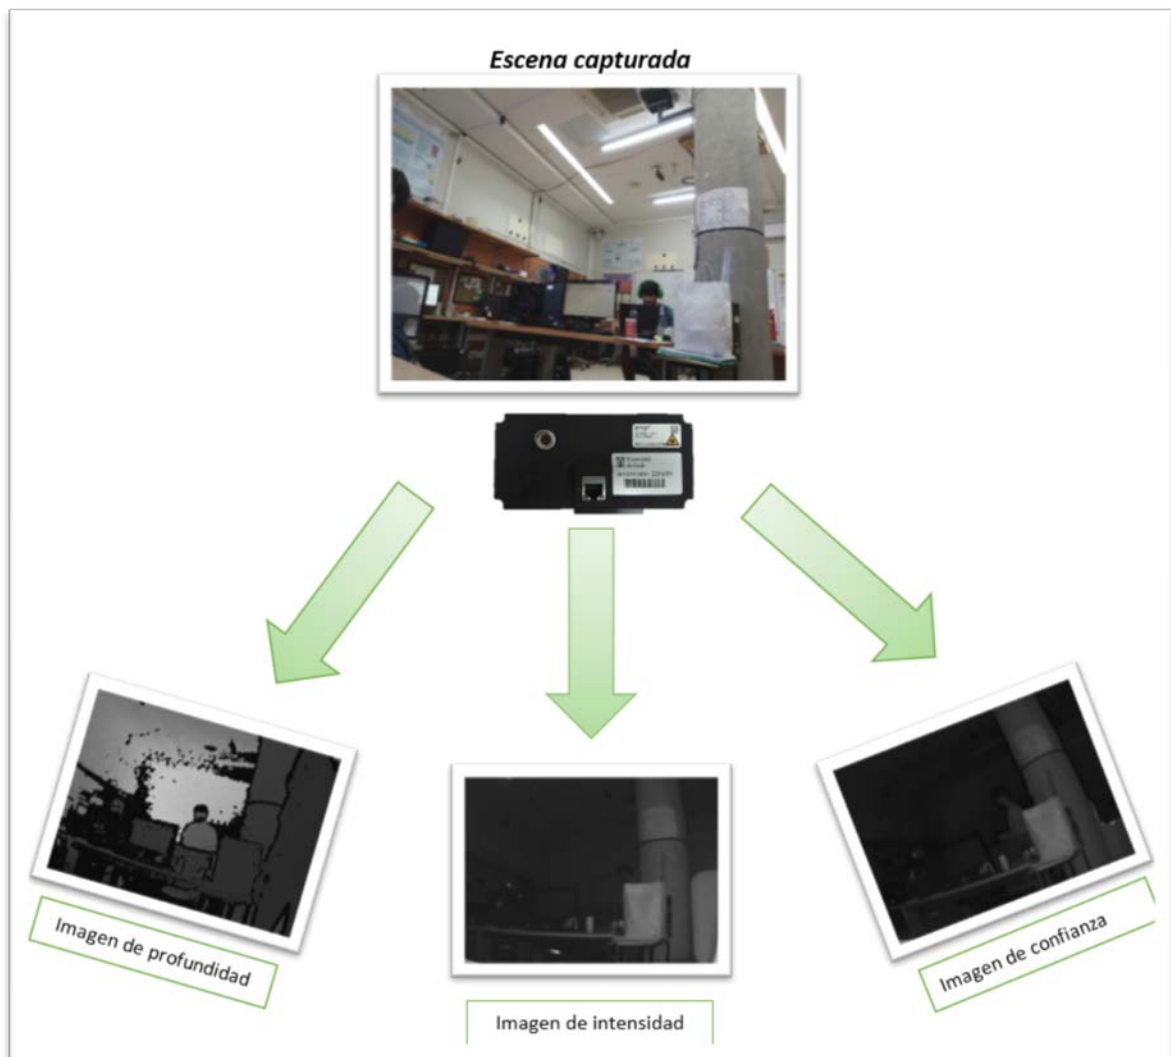 Escena capturada
Imagen de profundidad
Imagen de intensidad
Imagen de confianza